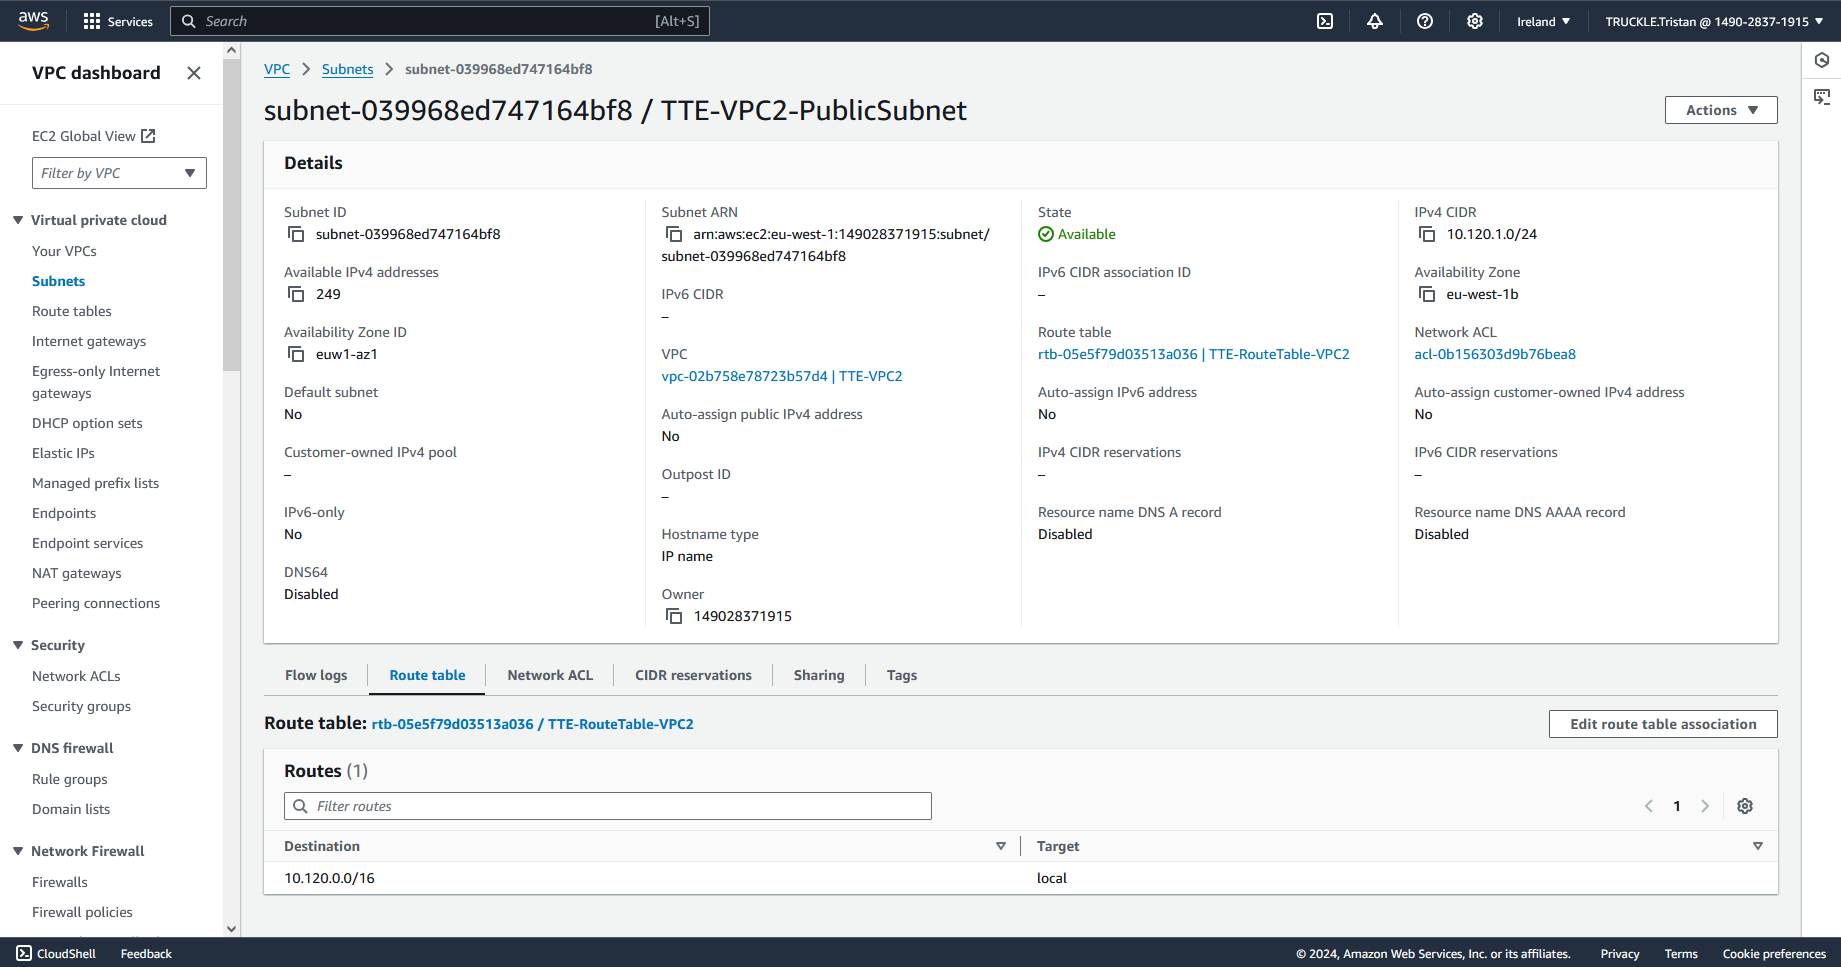 aws
Services
Search
[Alt+S]
Ireland
TRUCKLE.Tristan @ 1490-2837-1915
VPC dashboard
EC2 Global View
Filter by VPC
Virtual private cloud
Your VPCs
Subnets
Route tables
Internet gateways
Egress-only Internet
gateways
DHCP option sets
Elastic IPs
Managed prefix lists
Endpoints
Endpoint services
NAT gateways
Peering connections
Security
Network ACLs
Security groups
DNS firewall
Rule groups
Domain lists
Network Firewall
Firewalls
Firewall policies
VPC
Subnets
subnet-039968ed747164bf8
subnet-039968ed747164bf8 / TTE-VPC2-PublicSubnet
Actions
Details
Subnet ID
subnet-039968ed747164bf8
Available IPv4 addresses
249
Availability Zone ID
euw1-az1
Default subnet
No
Customer-owned IPv4 pool
–
IPv6-only
No
DNS64
Disabled
Subnet ARN
arn:aws:ec2:eu-west-1:149028371915:subnet/
subnet-039968ed747164bf8
IPv6 CIDR
–
VPC
vpc-02b758e78723b57d4 | TTE-VPC2
Auto-assign public IPv4 address
No
Outpost ID
–
Hostname type
IP name
Owner
149028371915
State
Available
IPv6 CIDR association ID
–
Route table
rtb-05e5f79d03513a036 | TTE-RouteTable-VPC2
Auto-assign IPv6 address
No
IPv4 CIDR reservations
–
Resource name DNS A record
Disabled
IPv4 CIDR
10.120.1.0/24
Availability Zone
eu-west-1b
Network ACL
acl-0b156303d9b76bea8
Auto-assign customer-owned IPv4 address
No
IPv6 CIDR reservations
–
Resource name DNS AAAA record
Disabled
Flow logs
Route table
Network ACL
CIDR reservations
Sharing
Tags
Route table: rtb-05e5f79d03513a036 / TTE-RouteTable-VPC2
Edit route table association
Routes (1)
Filter routes
1
Destination
Target
10.120.0.0/16
local
CloudShell
Feedback
© 2024, Amazon Web Services, Inc. or its affiliates.
Privacy
Terms
Cookie preferences